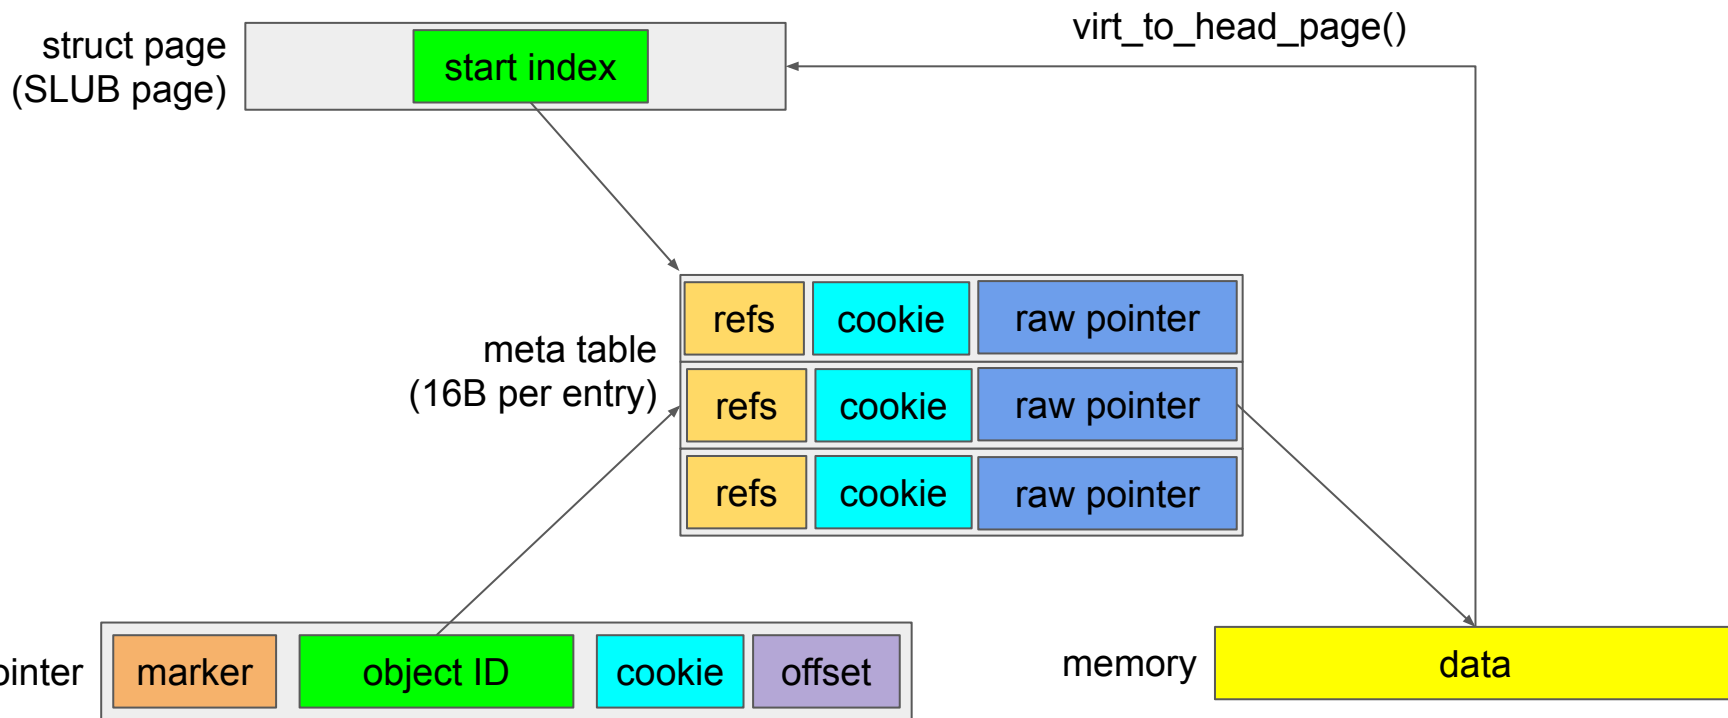 struct page
(SLUB page)
start index
virt_to_head_page()
meta table
(16B per entry)
refs cookie raw pointer
refs cookie raw pointer
refs cookie raw pointer
marker object ID cookie offset
memory
data